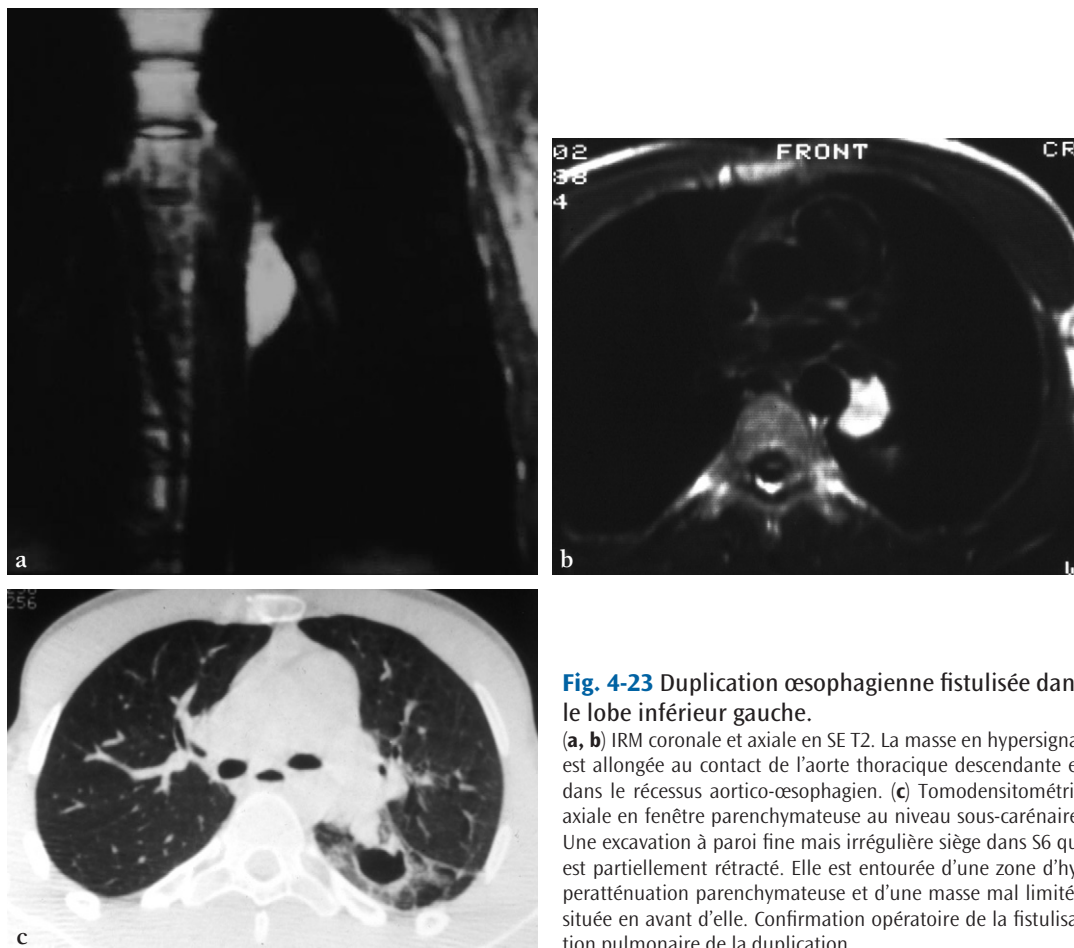 a
02
38
4
FRONT
CR
b
256
c
Fig. 4-23 Duplication œsophagienne fistulisée dan
le lobe inférieur gauche.
(a, b) IRM coronale et axiale en SE T2. La masse en hypersigna
est allongée au contact de l'aorte thoracique descendante e
dans le récessus aortico-œsophagien. (c) Tomodensitométri
axiale en fenêtre parenchymateuse au niveau sous-carénaire
Une excavation à paroi fine mais irrégulière siège dans S6 qu
est partiellement rétracté. Elle est entourée d'une zone d'hy
peratténuation parenchymateuse et d'une masse mal limité
située en avant d'elle. Confirmation opératoire de la fistulisa
tion pulmonaire de la duplication.